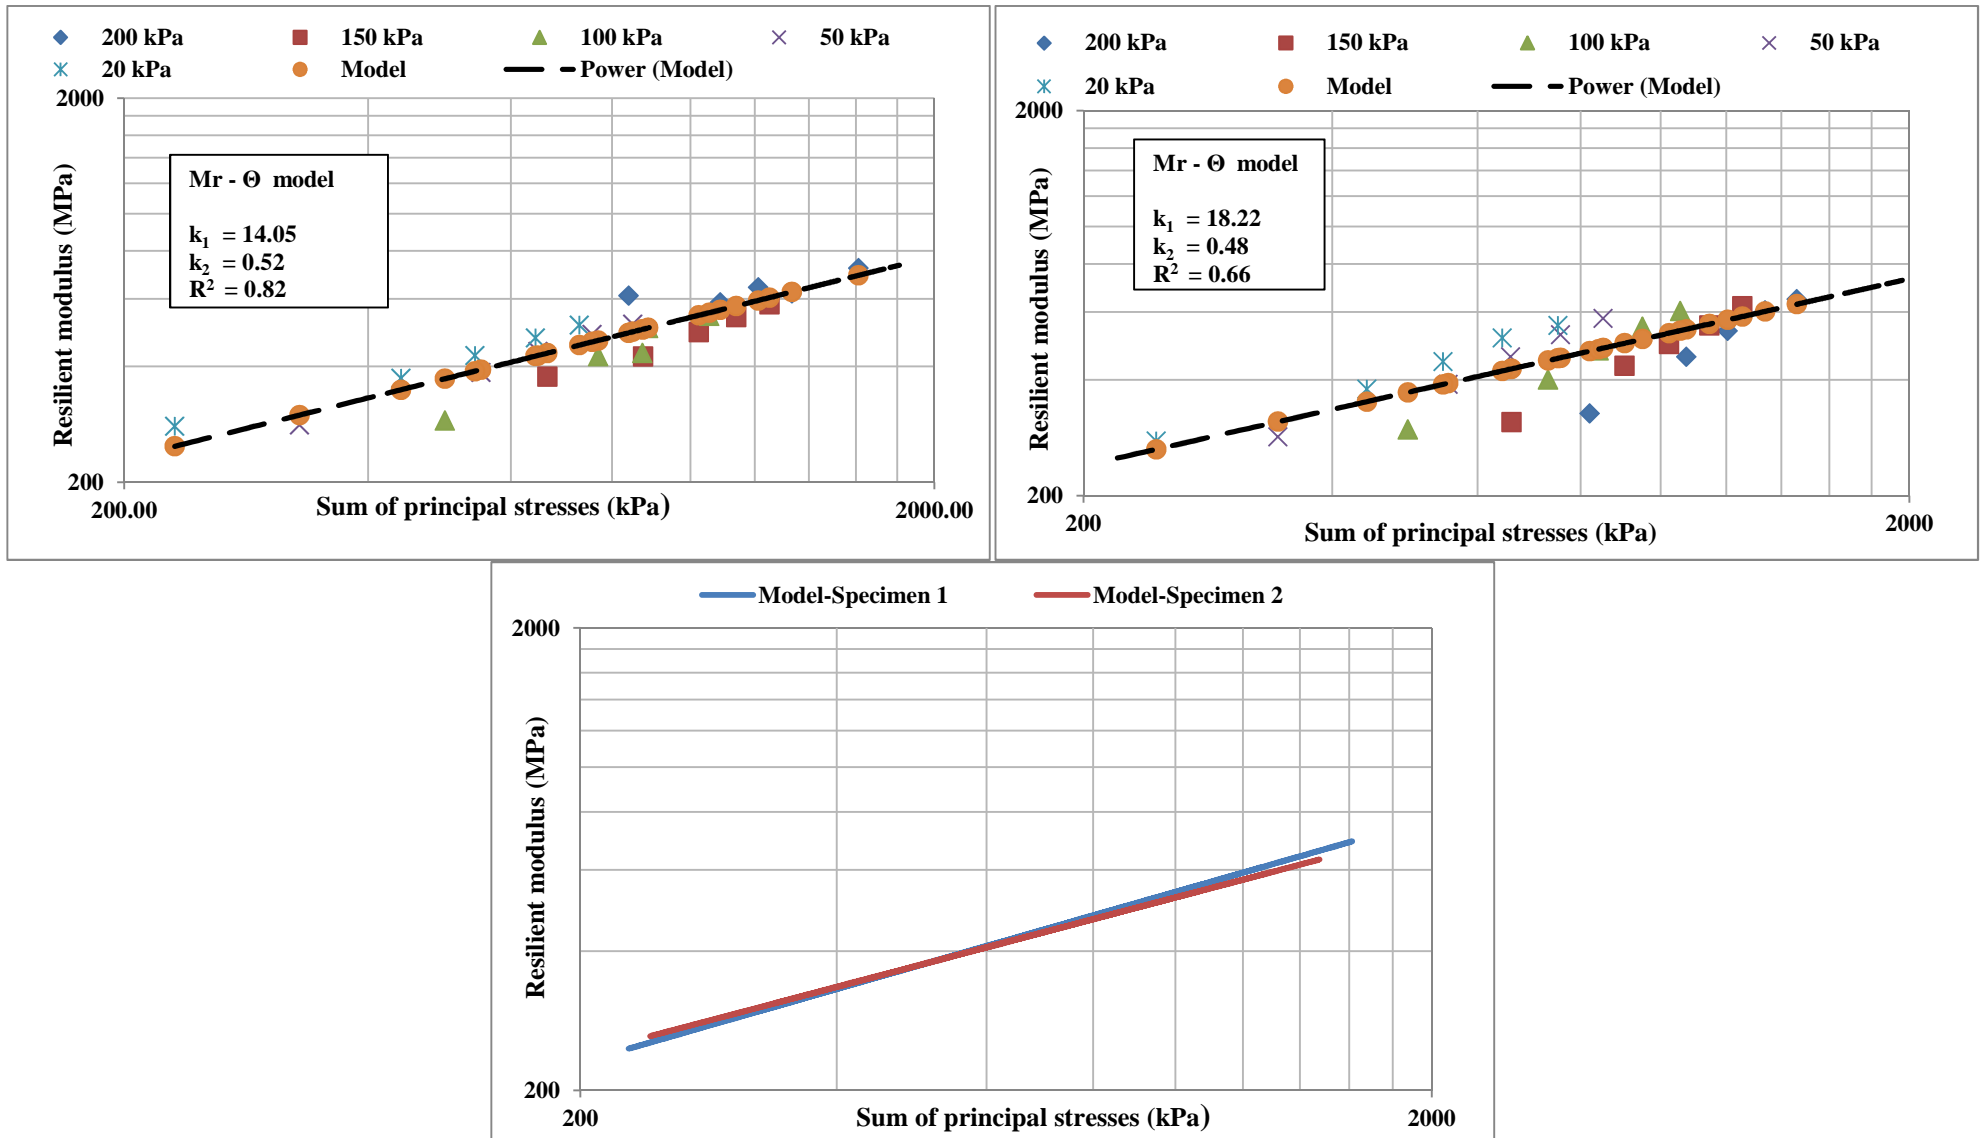 200 kPa 150 kPa 100 kPa 50 kPa
20 kPa Model Power (Model)
2000
Resilient modulus (MPa)
Mr - Θ model
k₁ = 14.05
k₂ = 0.52
R² = 0.82
200
200.00 Sum of principal stresses (kPa) 2000.00
200 kPa 150 kPa 100 kPa 50 kPa
20 kPa Model Power (Model)
2000
Resilient modulus (MPa)
Mr - Θ model
k₁ = 18.22
k₂ = 0.48
R² = 0.66
200
200 2000
Sum of principal stresses (kPa)
Model-Specimen 1 Model-Specimen 2
2000
Resilient modulus (MPa)
200
200 Sum of principal stresses (kPa) 2000